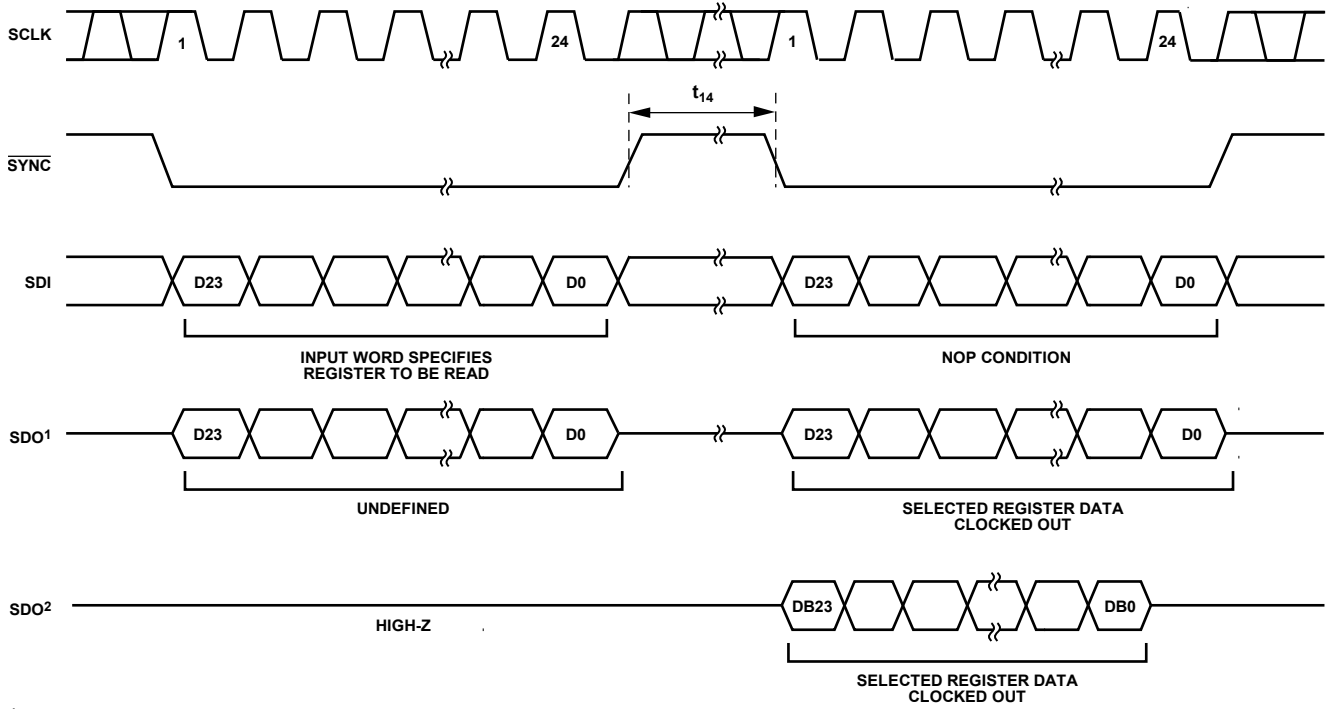 SCLK
1
24
1
24
t14
SYNC
SDI
D23
D0
D23
D0
INPUT WORD SPECIFIES
REGISTER TO BE READ
NOP CONDITION
SDO1
D23
D0
D23
D0
UNDEFINED
SELECTED REGISTER DATA
CLOCKED OUT
SDO2
HIGH-Z
DB23
DB0
SELECTED REGISTER DATA
CLOCKED OUT